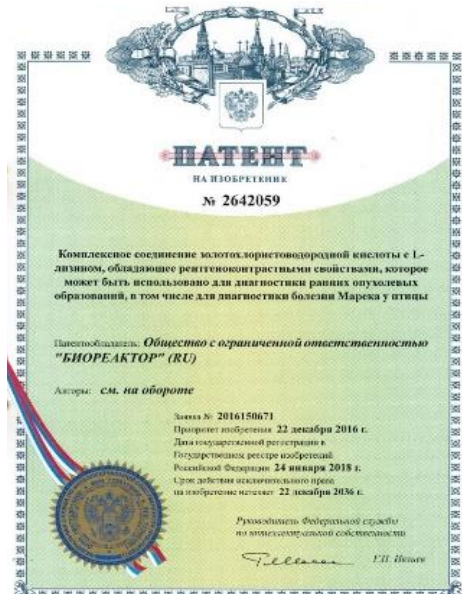 ПАТЕНТ
НА ИЗОБРЕТЕНИЕ
№ 2642059
Комплексное соединение золотохлористоводородной кислоты с L-
лизином, обладающее рентгеноконтрастными свойствами, которое
может быть использовано для диагностики ранних опухолевых
образований, в том числе для диагностики болезни Марека у птицы
Патентообладатель: Общество с ограниченной ответственностью
"БИОРЕАКТОР" (RU)
Авторы: см. на обороте
Заявка № 2016150671
Приоритет изобретения 22 декабря 2016 г.
Дата государственной регистрации в
Государственном реестре изобретений
Российской Федерации 24 января 2018 г.
Срок действия исключительного права
на изобретение истекает 22 декабря 2036 г.
Руководитель Федеральной службы
по интеллектуальной собственности
Г.П. Ивлиев